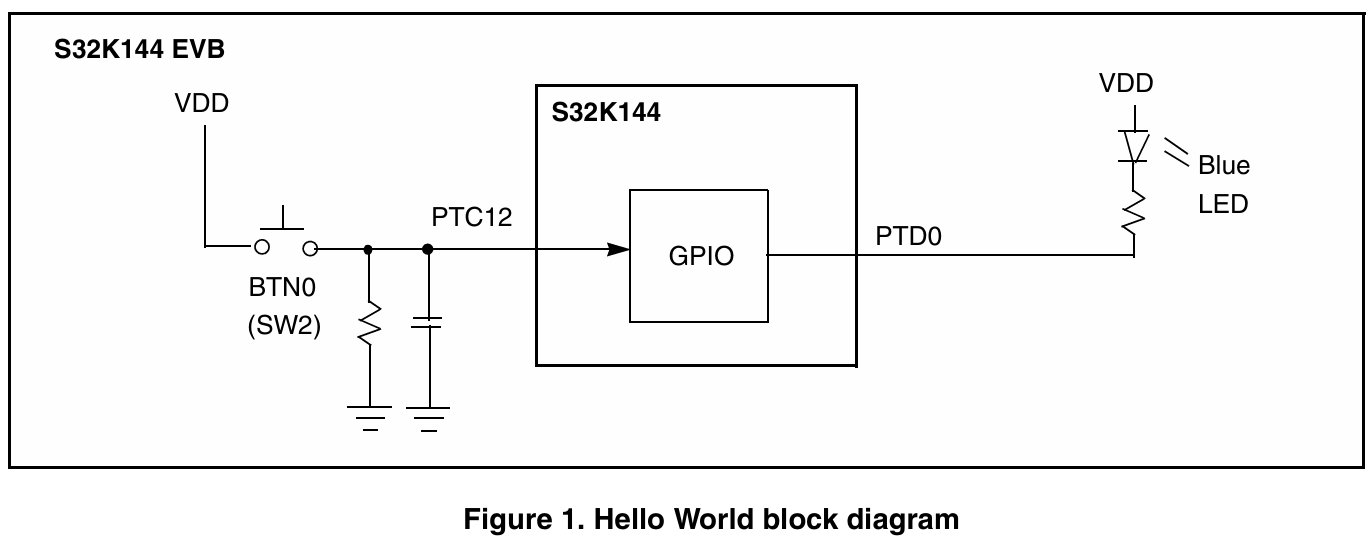 S32K144 EVB
VDD
VDD
S32K144
Blue
LED
PTC12
PTD0
GPIO
BTN0
(SW2)
Figure 1. Hello World block diagram